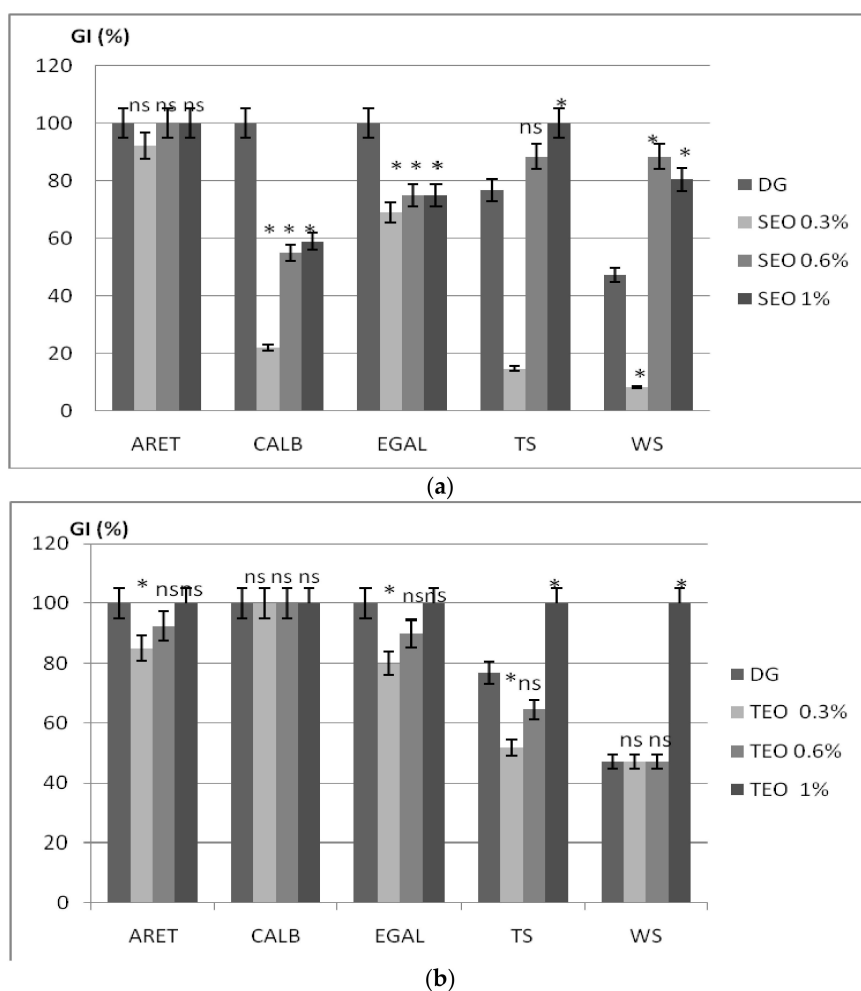 GI (%)
120
ns ns ns
*
100
ns
* *
80
* * *
DG
SEO 0.3%
60
* * *
SEO 0.6%
40
SEO 1%
20
*
0
ARET CALB EGAL TS WS
(a)
GI (%)
120
* nsns
ns ns ns
* nsns
*
*
100
80
* ns
DG
60
ns ns
TEO 0.3%
40
TEO 0.6%
20
TEO 1%
0
ARET CALB EGAL TS WS
(b)